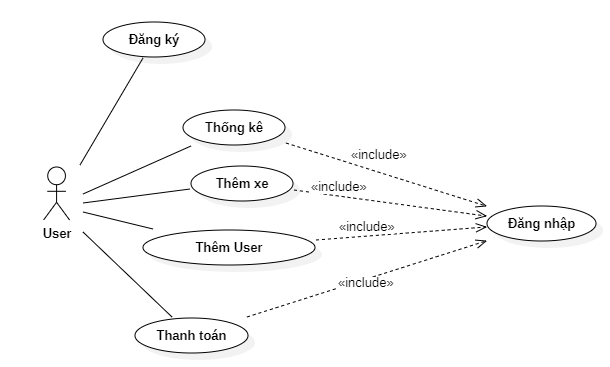 Đăng ký
Thống kê
«include»
Thêm xe
«include»
User
Đăng nhập
«include»
Thêm User
«include»
Thanh toán